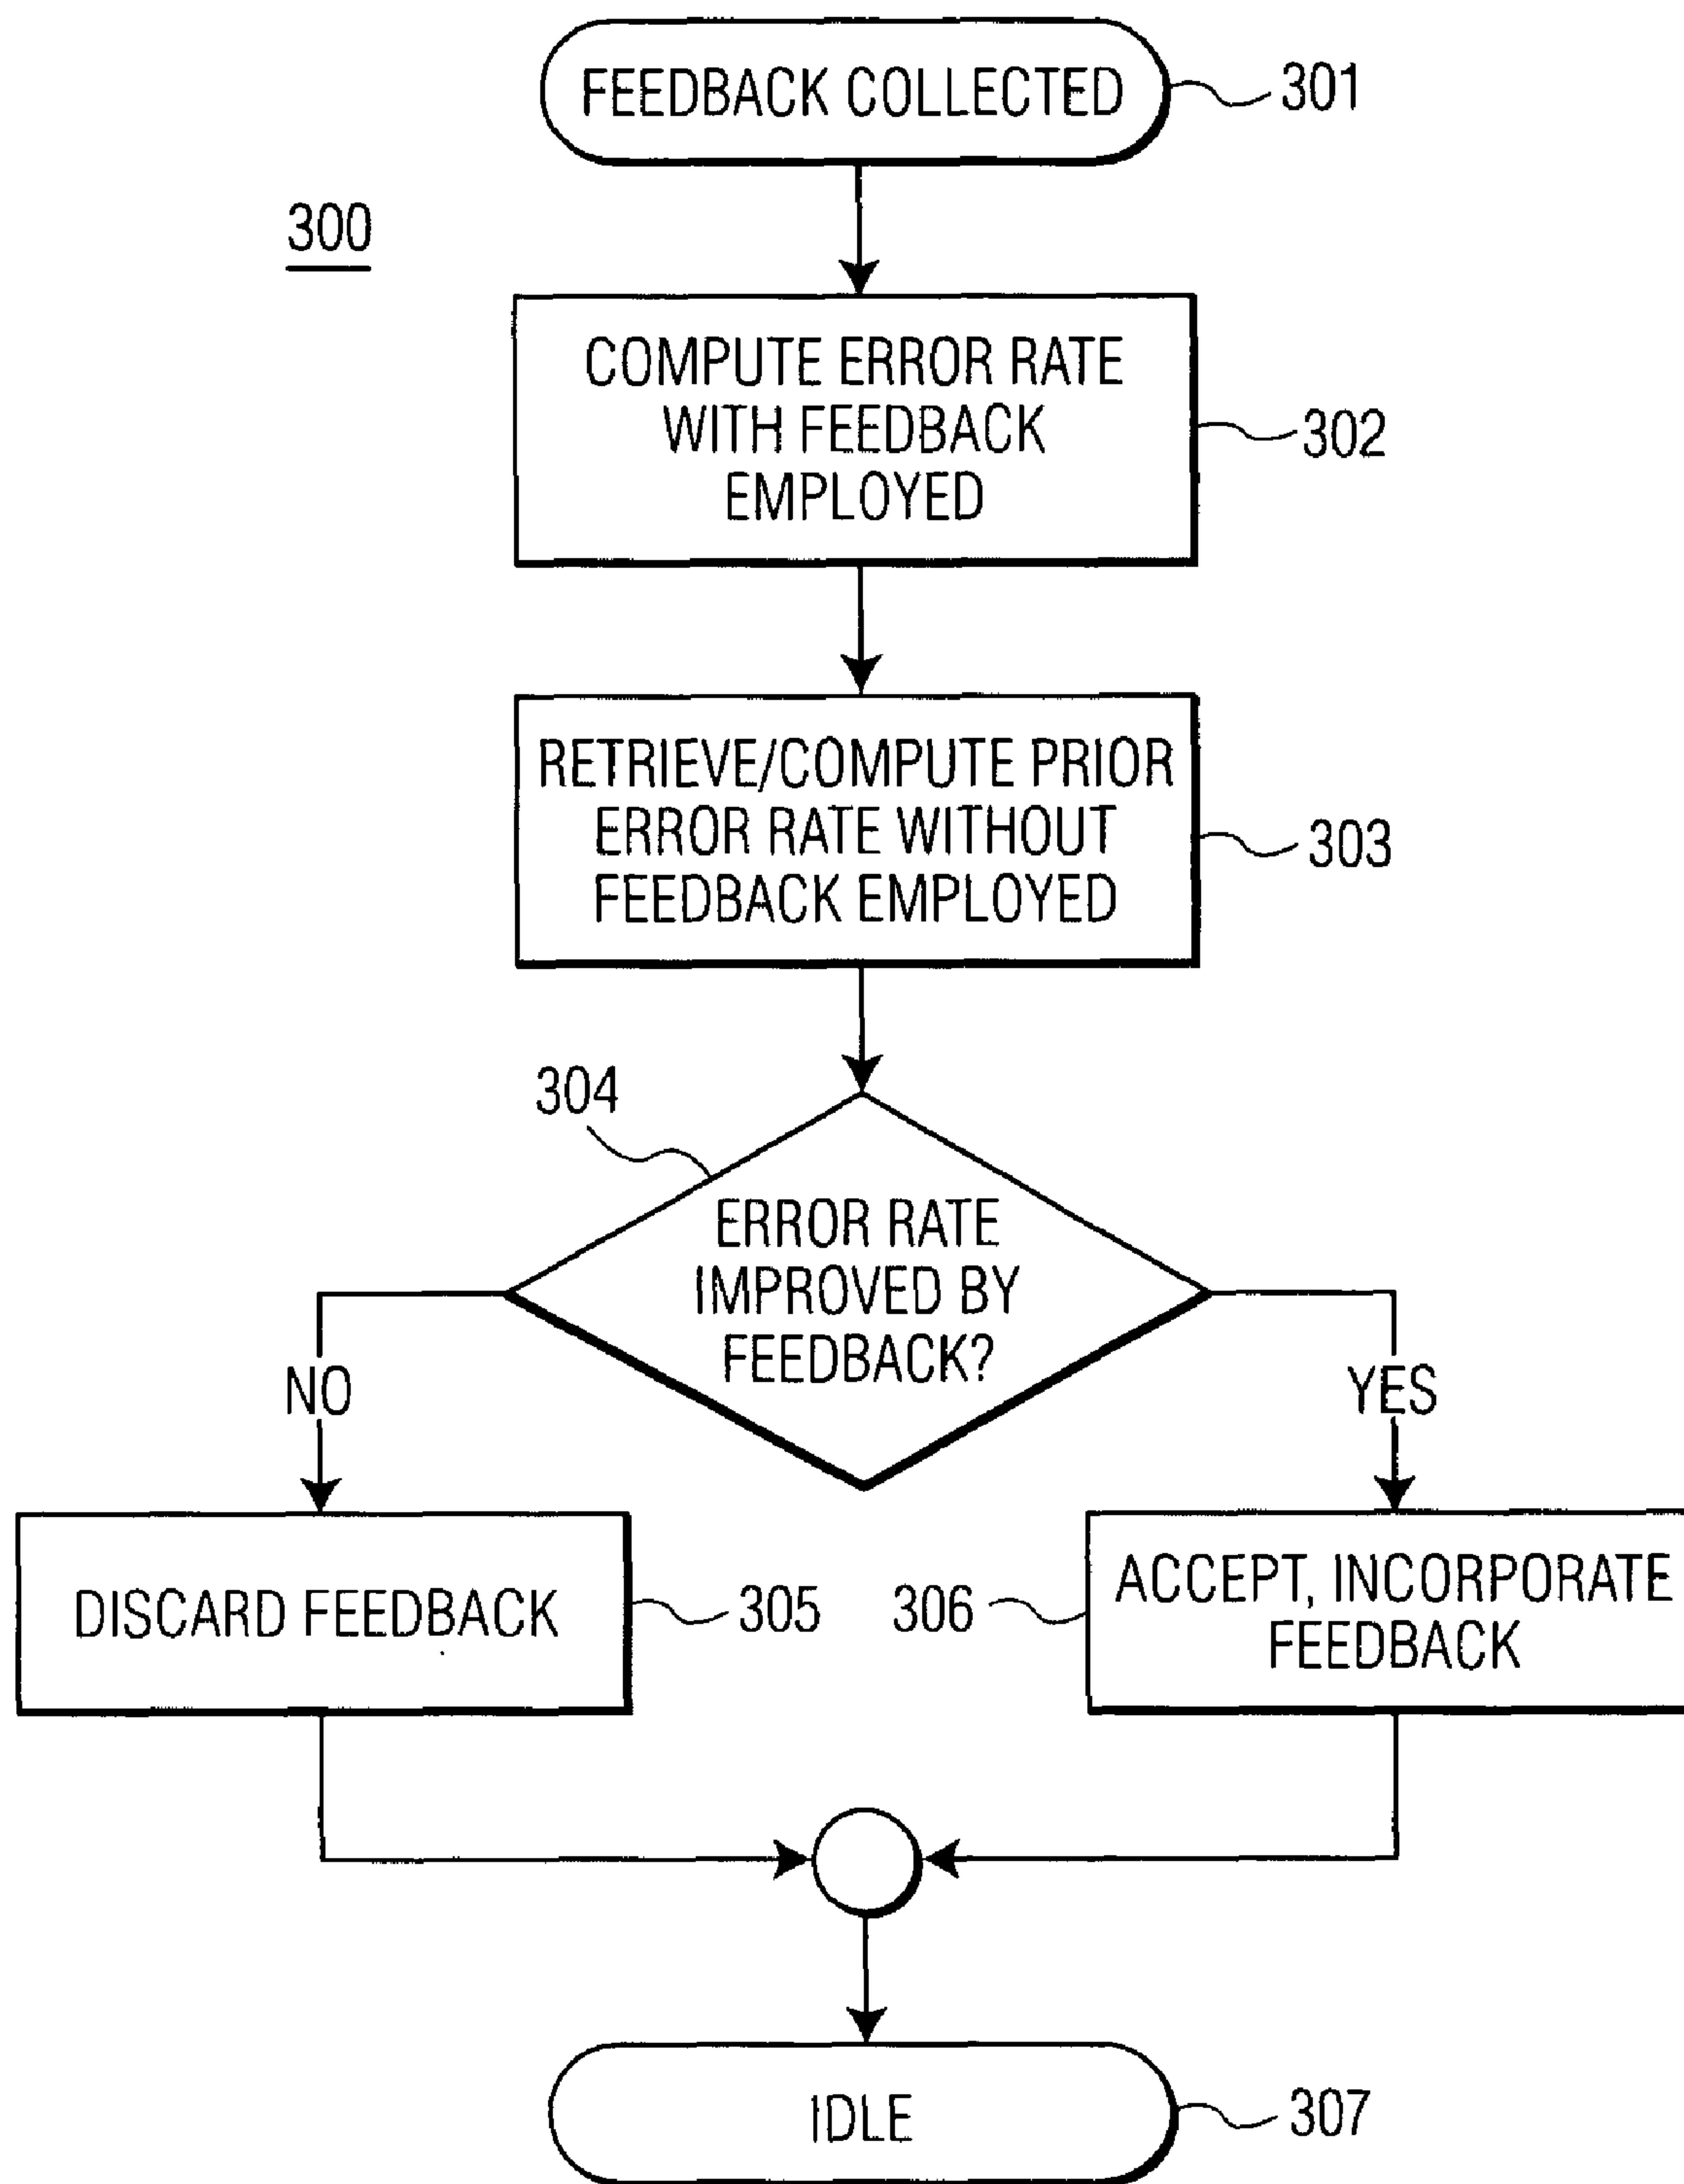 FEEDBACK COLLECTED
301
300
COMPUTE ERROR RATE
WITH FEEDBACK
EMPLOYED
302
RETRIEVE/COMPUTE PRIOR
ERROR RATE WITHOUT
FEEDBACK EMPLOYED
303
304
ERROR RATE
IMPROVED BY
FEEDBACK?
NO
YES
DISCARD FEEDBACK
305
306
ACCEPT, INCORPORATE
FEEDBACK
IDLE
307